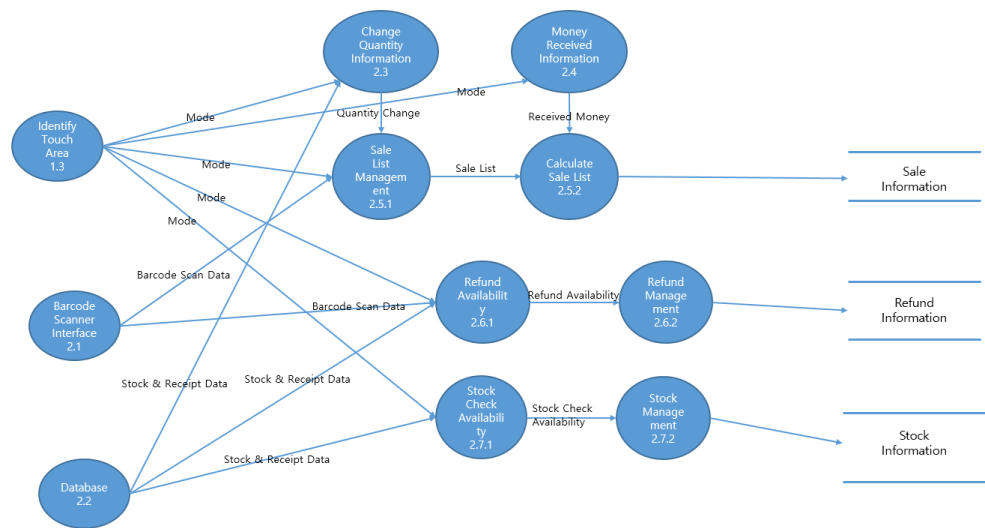 Change
Quantity
Information
2.3
Money
Received
Information
2.4
Mode
Mode
Quantity Change
Received Money
Identify
Touch
Area
1.3
Sale
List
Managem
ent
2.5.1
Mode
Sale List
Calculate
Sale List
2.5.2
Sale
Information
Mode
Barcode Scan Data
Barcode
Scanner
Interface
2.1
Barcode Scan Data
Refund
Availabilit
y
2.6.1
Refund Availability
Refund
Manage
ment
2.6.2
Refund
Information
Stock & Receipt Data
Stock & Receipt Data
Stock
Check
Availabili
ty
2.7.1
Stock Check
Availability
Stock
Manage
ment
2.7.2
Stock
Information
Stock & Receipt Data
Database
2.2